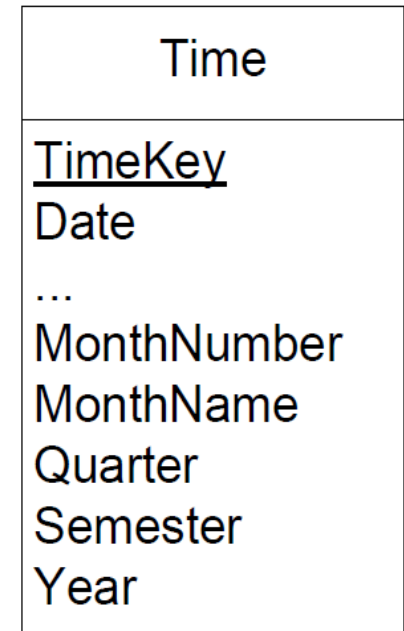 Time
TimeKey
Date
...
MonthNumber
MonthName
Quarter
Semester
Year